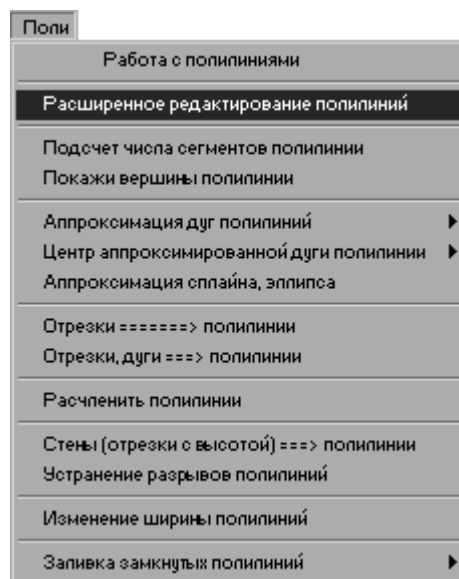 Поли
Работа с полилиниями
Расширенное редактирование полилиний
Подсчет числа сегментов полилинии
Покажи вершины полилинии
Аппроксимация дуг полилиний
Центр аппроксимированной дуги полилинии
Аппроксимация сплайна, эллипса
Отрезки =======> полилинии
Отрезки, дуги ===> полилинии
Расчленить полилинии
Стены (отрезки с высотой) ===> полилинии
Устранение разрывов полилиний
Изменение ширины полилиний
Заливка замкнутых полилиний